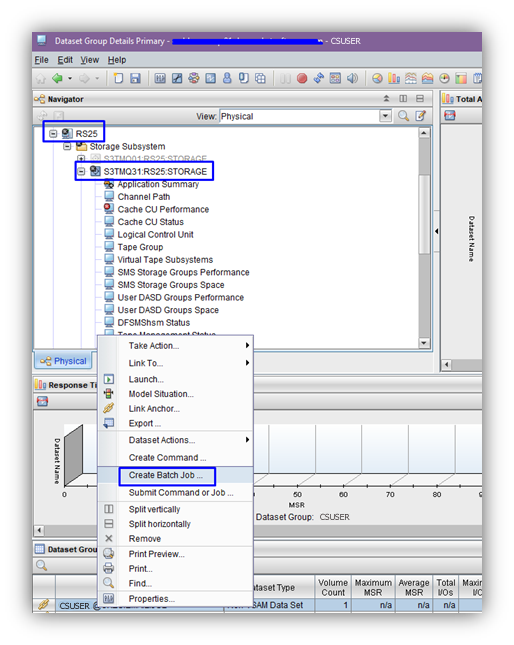 Dataset Group Details Primary - - CSUSER
File Edit View Help
Navigator
View: Physical
RS25
Storage Subsystem
S3TMQ01:RS25:STORAGE
S3TMQ31:RS25:STORAGE
Application Summary
Channel Path
Cache CU Performance
Cache CU Status
Logical Control Unit
Tape Group
Virtual Tape Subsystems
SMS Storage Groups Performance
SMS Storage Groups Space
User DASD Groups Performance
User DASD Groups Space
DFSMShsm Status
Tape Management Status
Physical
Total A
Dataset Name
Response Ti
Dataset Name
0
50
60
70
80
90
MSR
Dataset Group: CSUSER
Take Action...
Link To...
Launch...
Model Situation...
Link Anchor...
Export ...
Dataset Actions...
Create Command ...
Create Batch Job ...
Submit Command or Job ...
Split vertically
Split horizontally
Remove
Print Preview...
Print...
Find...
Properties...
Dataset Grou
ataset Type Volume Count Maximum MSR Average MSR Total I/Os Maxim
CSUSER Data Set 1 n/a n/a n/a